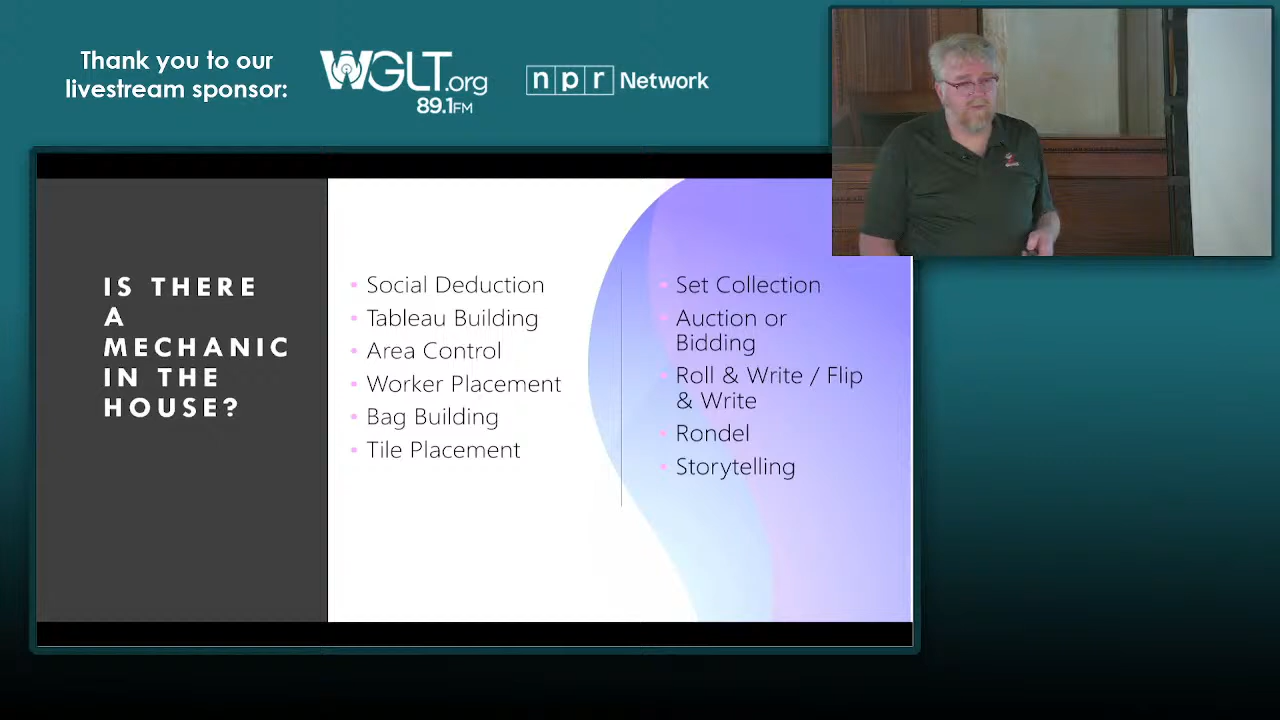 Thank you to our
livestream sponsor:
WGLT.org
89.1FM
npr Network
IS THERE
A
MECHANIC
IN THE
HOUSE?
Social Deduction
Tableau Building
Area Control
Worker Placement
Bag Building
Tile Placement
Set Collection
Auction or
Bidding
Roll & Write / Flip
& Write
Rondel
Storytelling